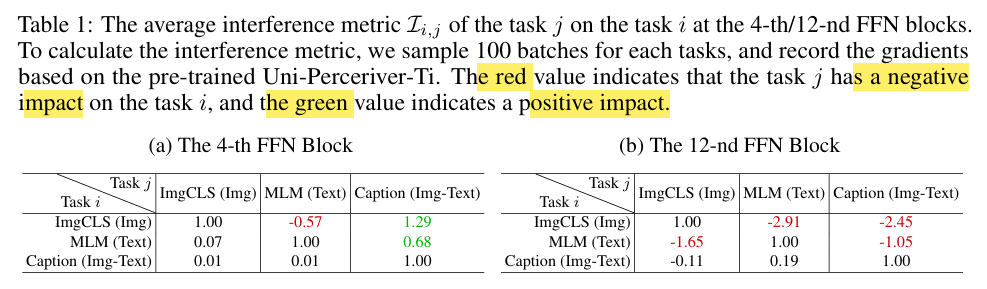 Table 1: The average interference metric ℐi,j of the task j on the task i at the 4-th/12-nd FFN blocks.
To calculate the interference metric, we sample 100 batches for each tasks, and record the gradients
based on the pre-trained Uni-Perceriver-Ti. The red value indicates that the task j has a negative
impact on the task i, and the green value indicates a positive impact.
(a) The 4-th FFN Block
Task j
Task i
ImgCLS (Img) MLM (Text) Caption (Img-Text)
ImgCLS (Img) 1.00 -0.57 1.29
MLM (Text) 0.07 1.00 0.68
Caption (Img-Text) 0.01 0.01 1.00
(b) The 12-nd FFN Block
Task j
Task i
ImgCLS (Img) MLM (Text) Caption (Img-Text)
ImgCLS (Img) 1.00 -2.91 -2.45
MLM (Text) -1.65 1.00 -1.05
Caption (Img-Text) -0.11 0.19 1.00